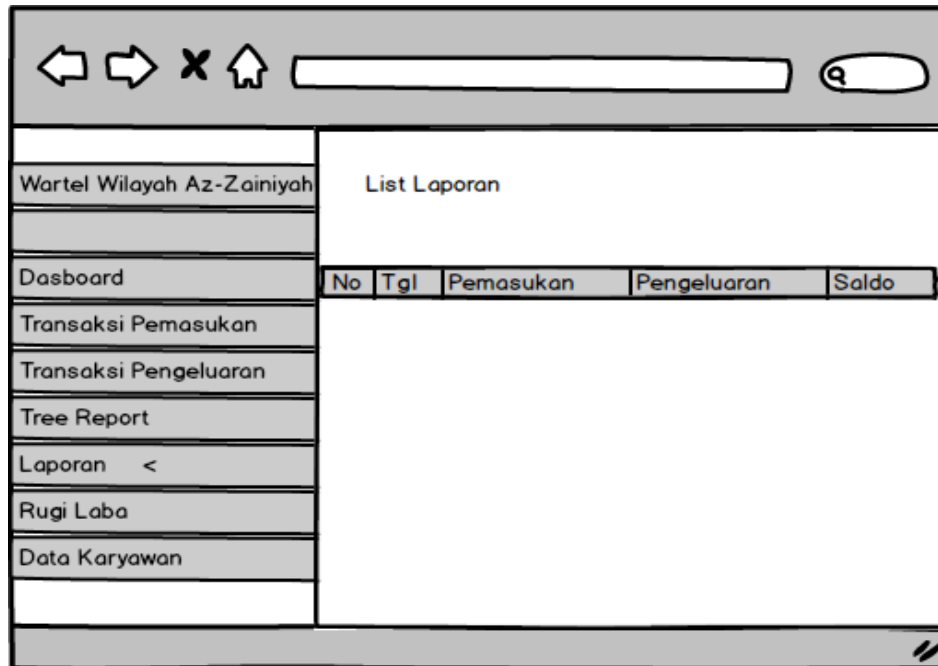 Wartel Wilayah Az-Zainiyah
Dasboard
Transaksi Pemasukan
Transaksi Pengeluaran
Tree Report
Laporan <
Rugi Laba
Data Karyawan
List Laporan
No Tgl Pemasukan Pengeluaran Saldo